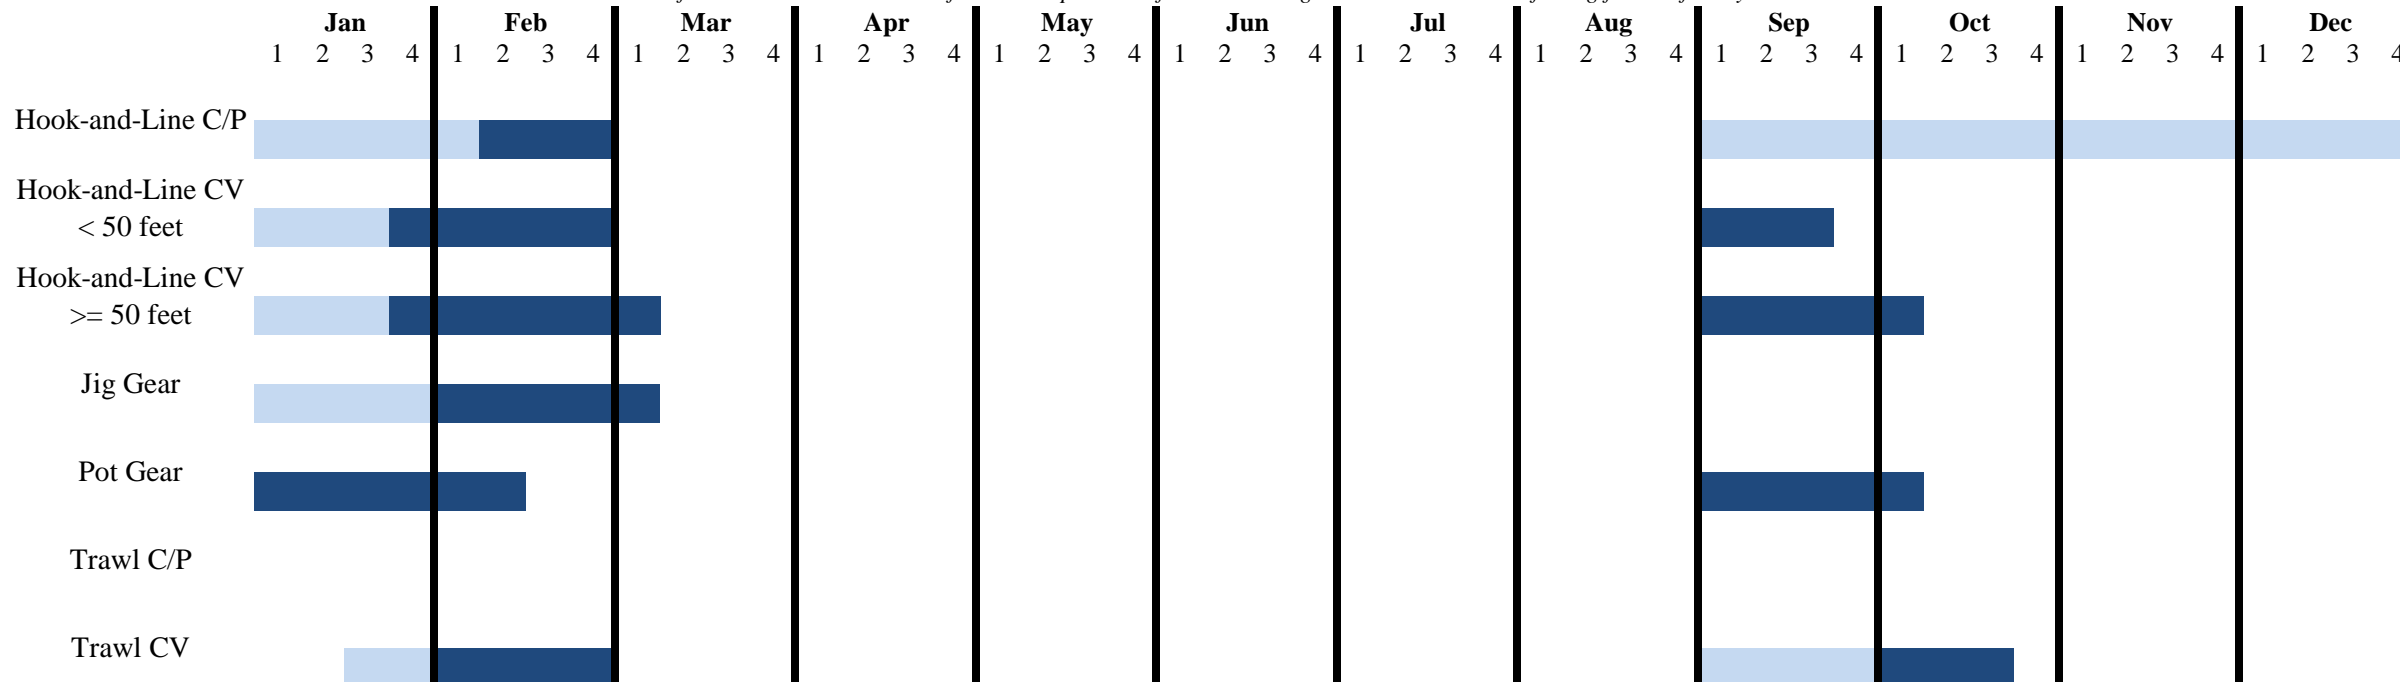 Jan Feb Mar Apr May Jun Jul Aug Sep Oct Nov Dec
1 2 3 4 1 2 3 4 1 2 3 4 1 2 3 4 1 2 3 4 1 2 3 4 1 2 3 4 1 2 3 4 1 2 3 4 1 2 3 4 1 2 3 4 1 2 3 4
Hook-and-Line C/P
Hook-and-Line CV
< 50 feet
Hook-and-Line CV
>= 50 feet
Jig Gear
Pot Gear
Trawl C/P
Trawl CV